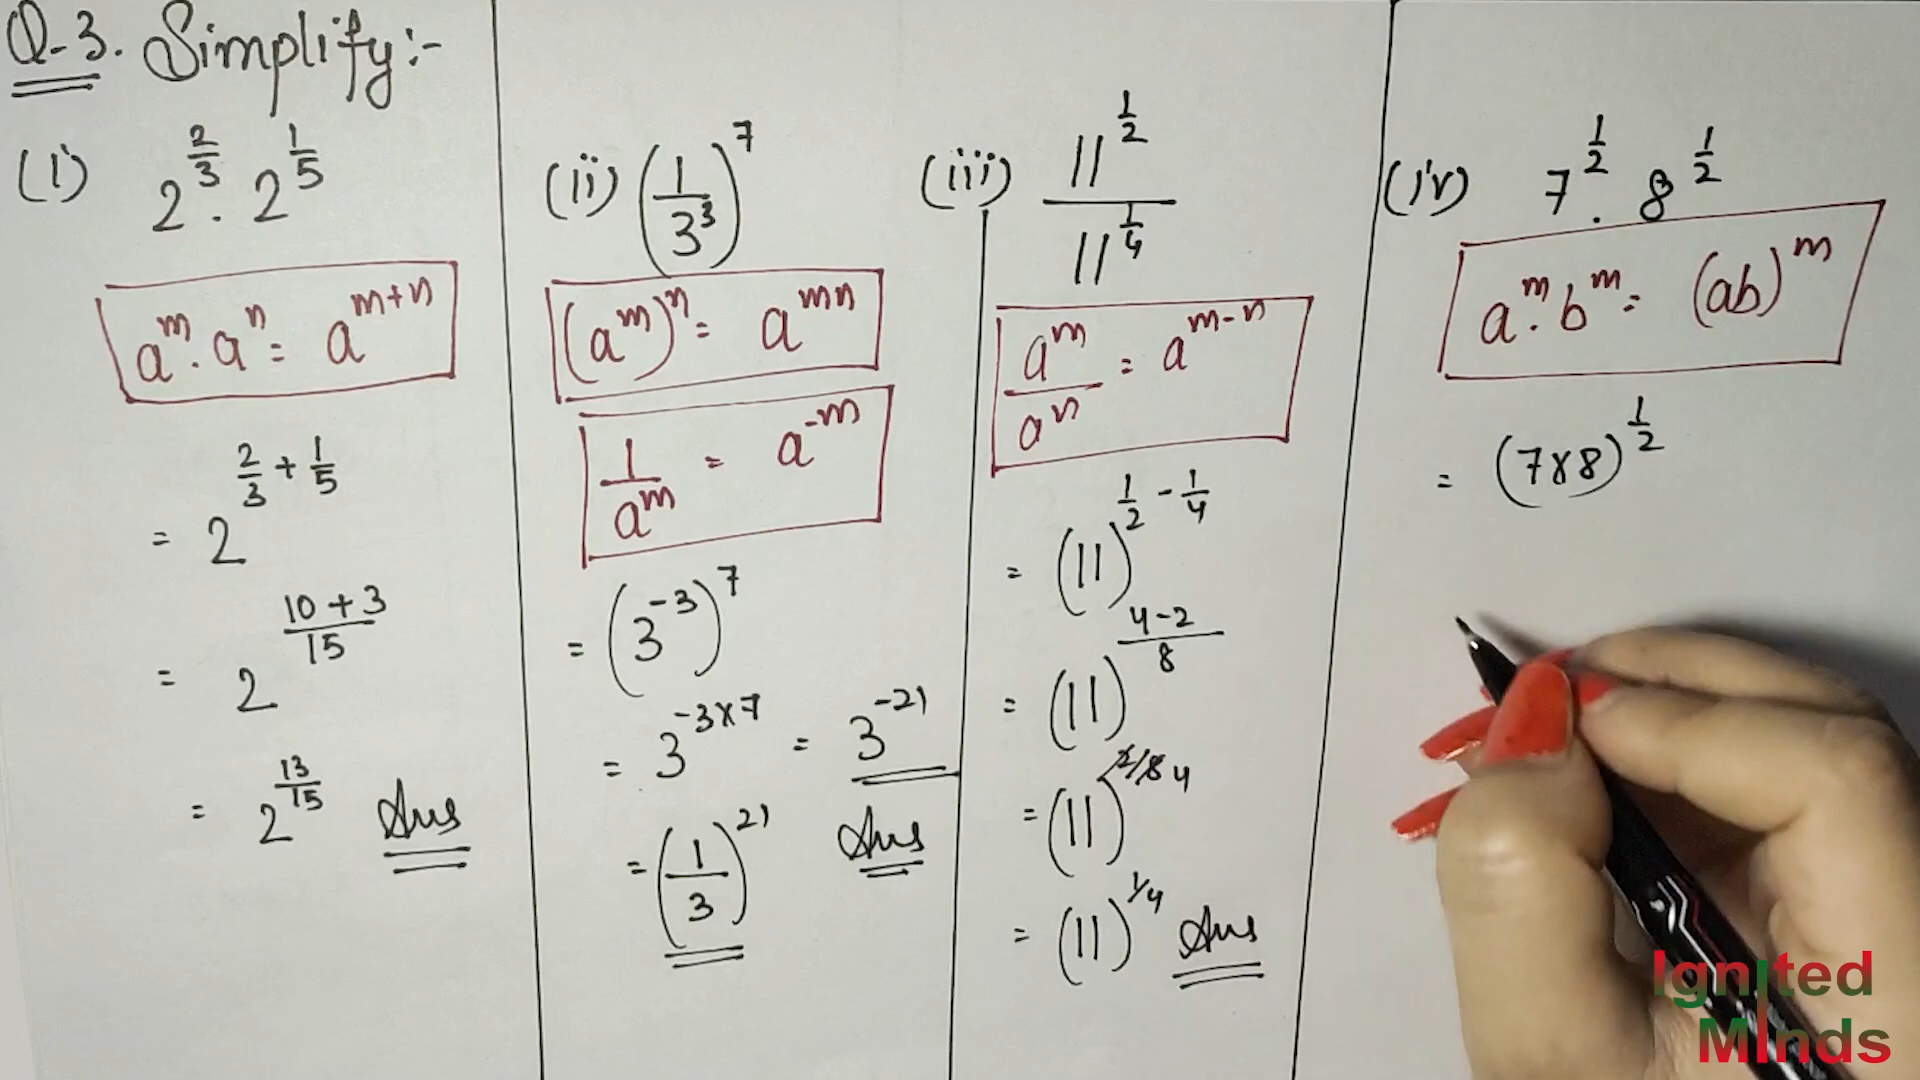 Q-3. Simplify:-
(i) 2^{2/3} . 2^{1/5}
a^m . a^n = a^{m+n}
= 2^{2/3 + 1/5}
= 2^{(10+3)/15}
= 2^{13/15} Ans
(ii) (1/3^3)^7
(a^m)^n = a^{mn}
1/a^m = a^{-m}
= (3^{-3})^7
= 3^{-3×7} = 3^{-21}
= (1/3)^{21} Ans
(iii) 11^{1/2} / 11^{1/4}
a^m/a^n = a^{m-n}
= (11)^{1/2 - 1/4}
= (11)^{(4-2)/8}
= (11)^{2/8 4}
= (11)^{1/4} Ans
(iv) 7^{1/2} . 8^{1/2}
a^m . b^m = (ab)^m
= (7×8)^{1/2}
Ignited
Minds